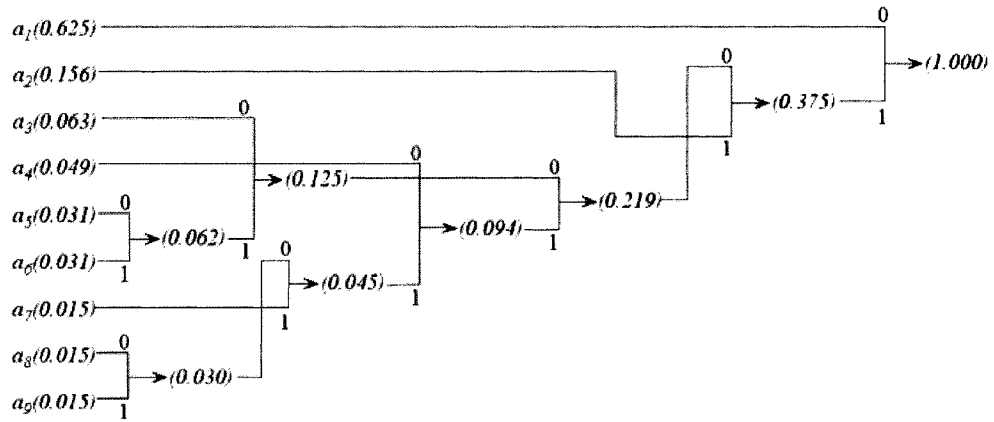 0
a1(0.625)
(1.000)
a2(0.156)
0
(0.375)
1
a3(0.063)
0
1
a4(0.049)
0
0
(0.125)
(0.219)
a5(0.031)
0
(0.062)
1
(0.094)
1
a6(0.031)
1
0
(0.045)
1
a7(0.015)
1
a8(0.015)
0
(0.030)
a9(0.015)
1